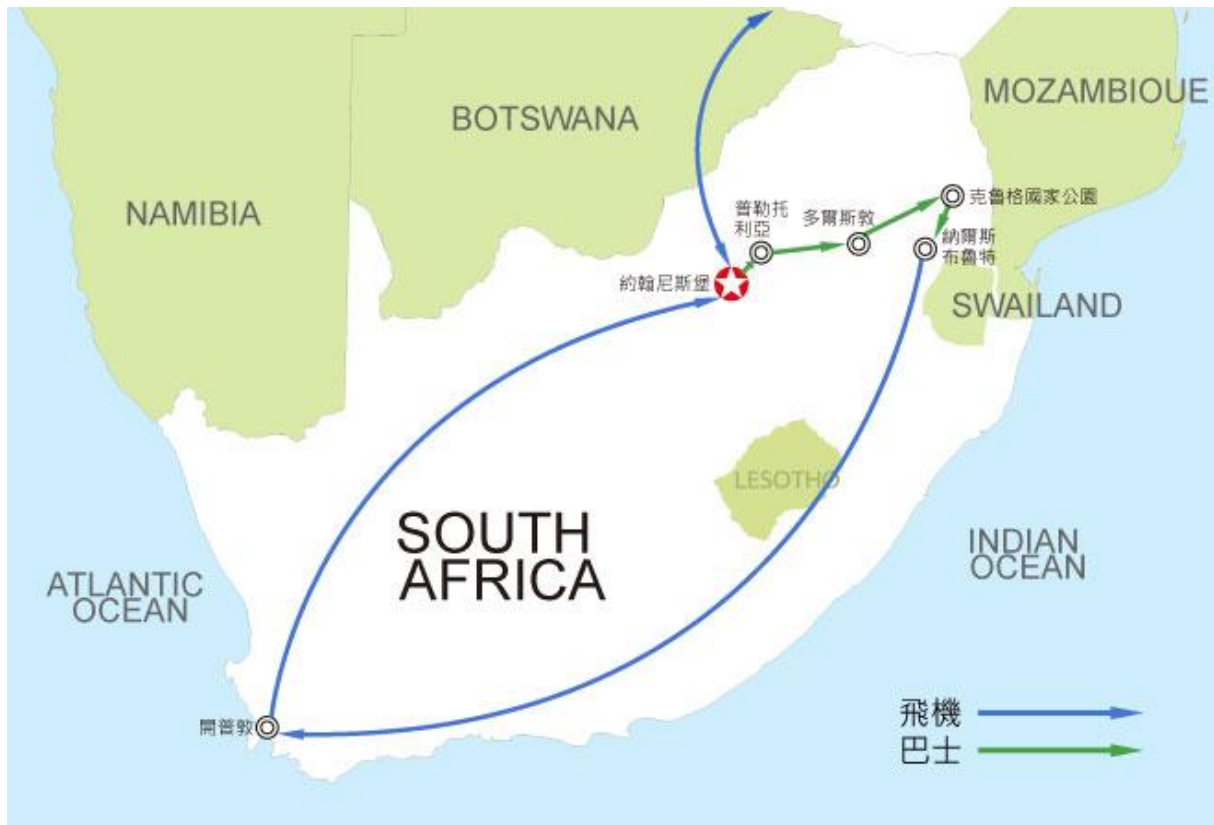 BOTSWANA
MOZAMBIOUE
NAMIBIA
克魯格國家公園
普勒托
利亞
多爾斯敦
納爾斯
布魯特
約翰尼斯堡
SWAILAND
LESOTHO
SOUTH
AFRICA
INDIAN
OCEAN
ATLANTIC
OCEAN
開普敦
飛機
巴士